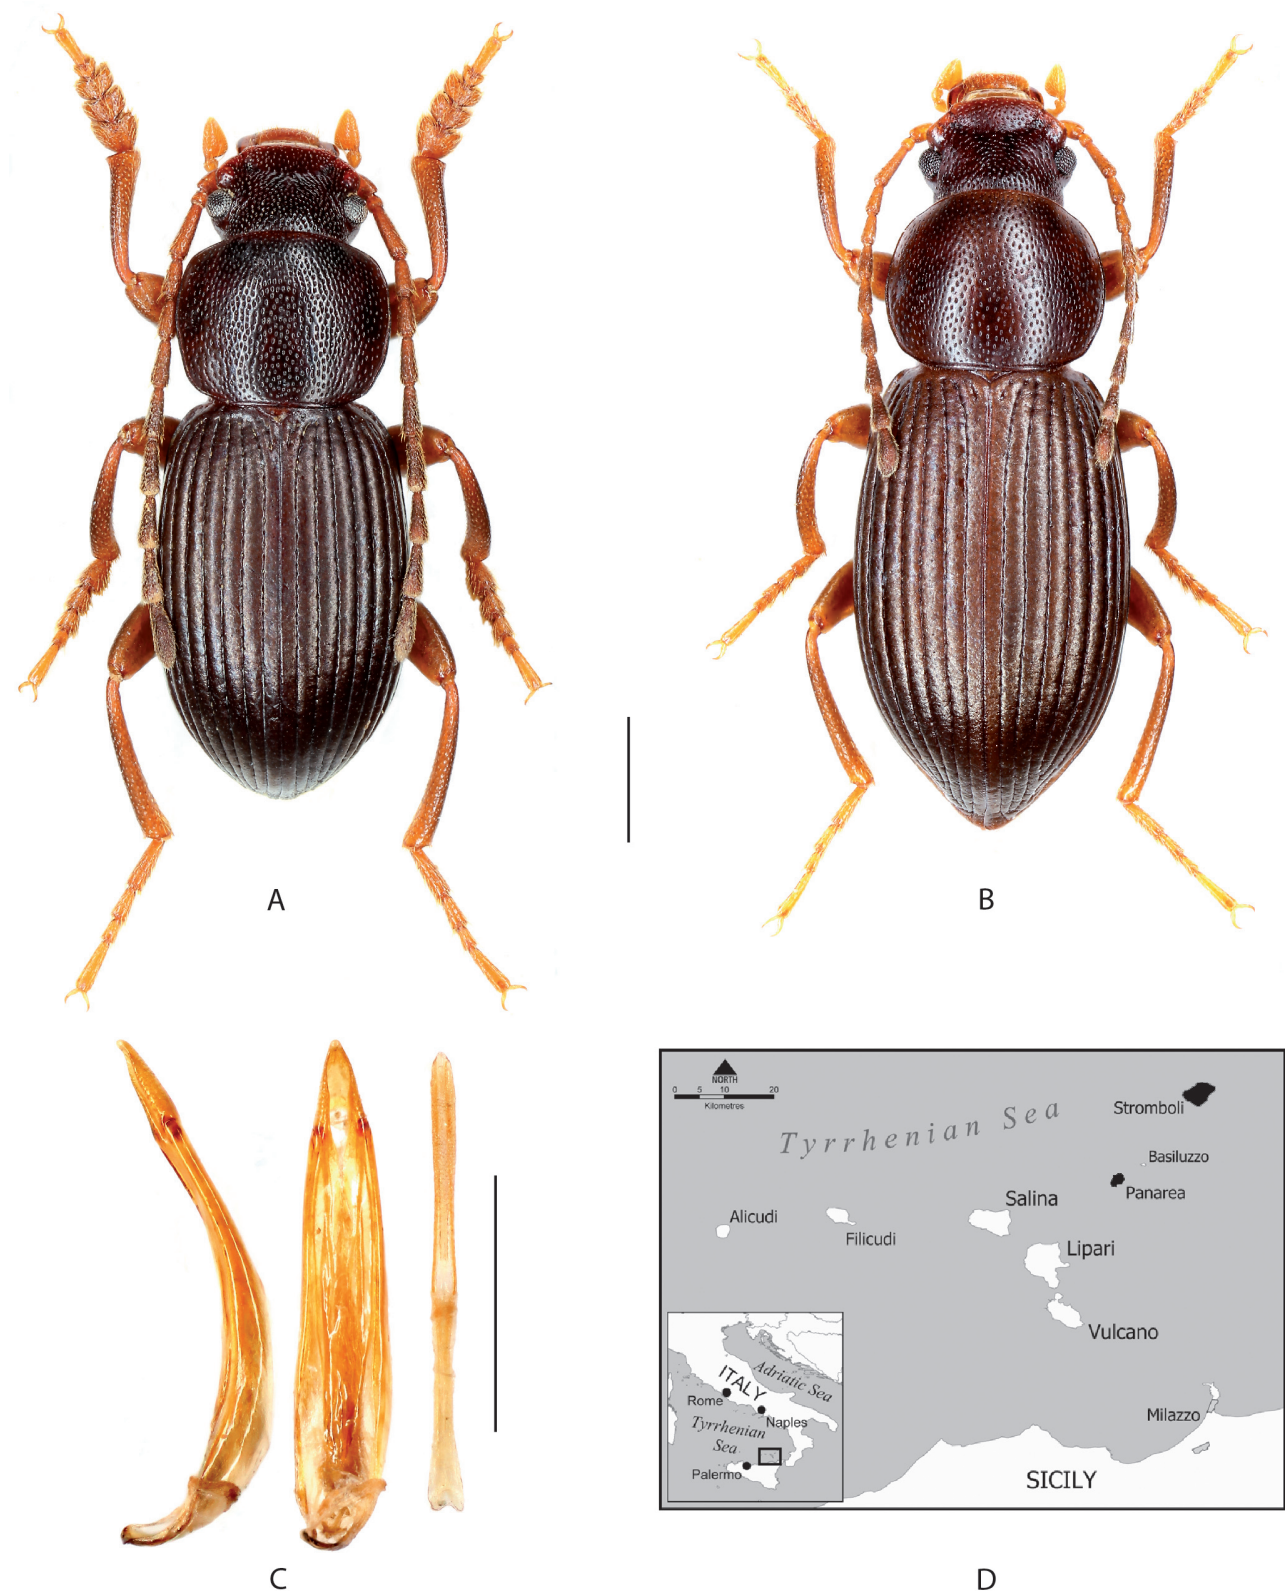 A
B
C
NORTH
0 5 10 20
Kilometres
Tyrrhenian Sea
Stromboli
Basiluzzo
Panarea
Salina
Alicudi
Filicudi
Lipari
Vulcano
Milazzo
SICILY
ITALY
Adriatic Sea
Rome
Naples
Tyrrhenian
Sea
Palermo
D